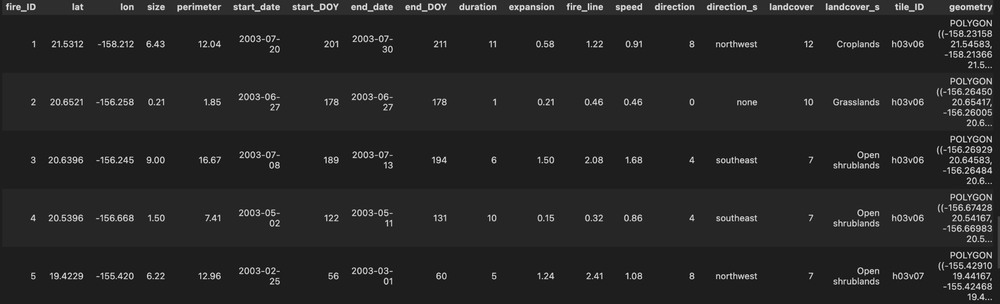 fire_ID lat lon size perimeter start_date start_DOY end_date end_DOY duration expansion fire_line speed direction direction_s landcover landcover_s tile_ID geometry
1 21.5312 -158.212 6.43 12.04 2003-07-20 201 2003-07-30 211 11 0.58 1.22 0.91 8 northwest 12 Croplands h03v06 POLYGON ((-158.23158 21.54583, -158.21366 21.5...
2 20.6521 -156.258 0.21 1.85 2003-06-27 178 2003-06-27 178 1 0.21 0.46 0.46 0 none 10 Grasslands h03v06 POLYGON ((-156.26450 20.65417, -156.26005 20.6...
3 20.6396 -156.245 9.00 16.67 2003-07-08 189 2003-07-13 194 6 1.50 2.08 1.68 4 southeast 7 Open shrublands h03v06 POLYGON ((-156.26929 20.64583, -156.26484 20.6...
4 20.5396 -156.668 1.50 7.41 2003-05-02 122 2003-05-11 131 10 0.15 0.32 0.86 4 southeast 7 Open shrublands h03v06 POLYGON ((-156.67428 20.54167, -156.66983 20.5...
5 19.4229 -155.420 6.22 12.96 2003-02-25 56 2003-03-01 60 5 1.24 2.41 1.08 8 northwest 7 Open shrublands h03v07 POLYGON ((-155.42910 19.44167, -155.42468 19.4...